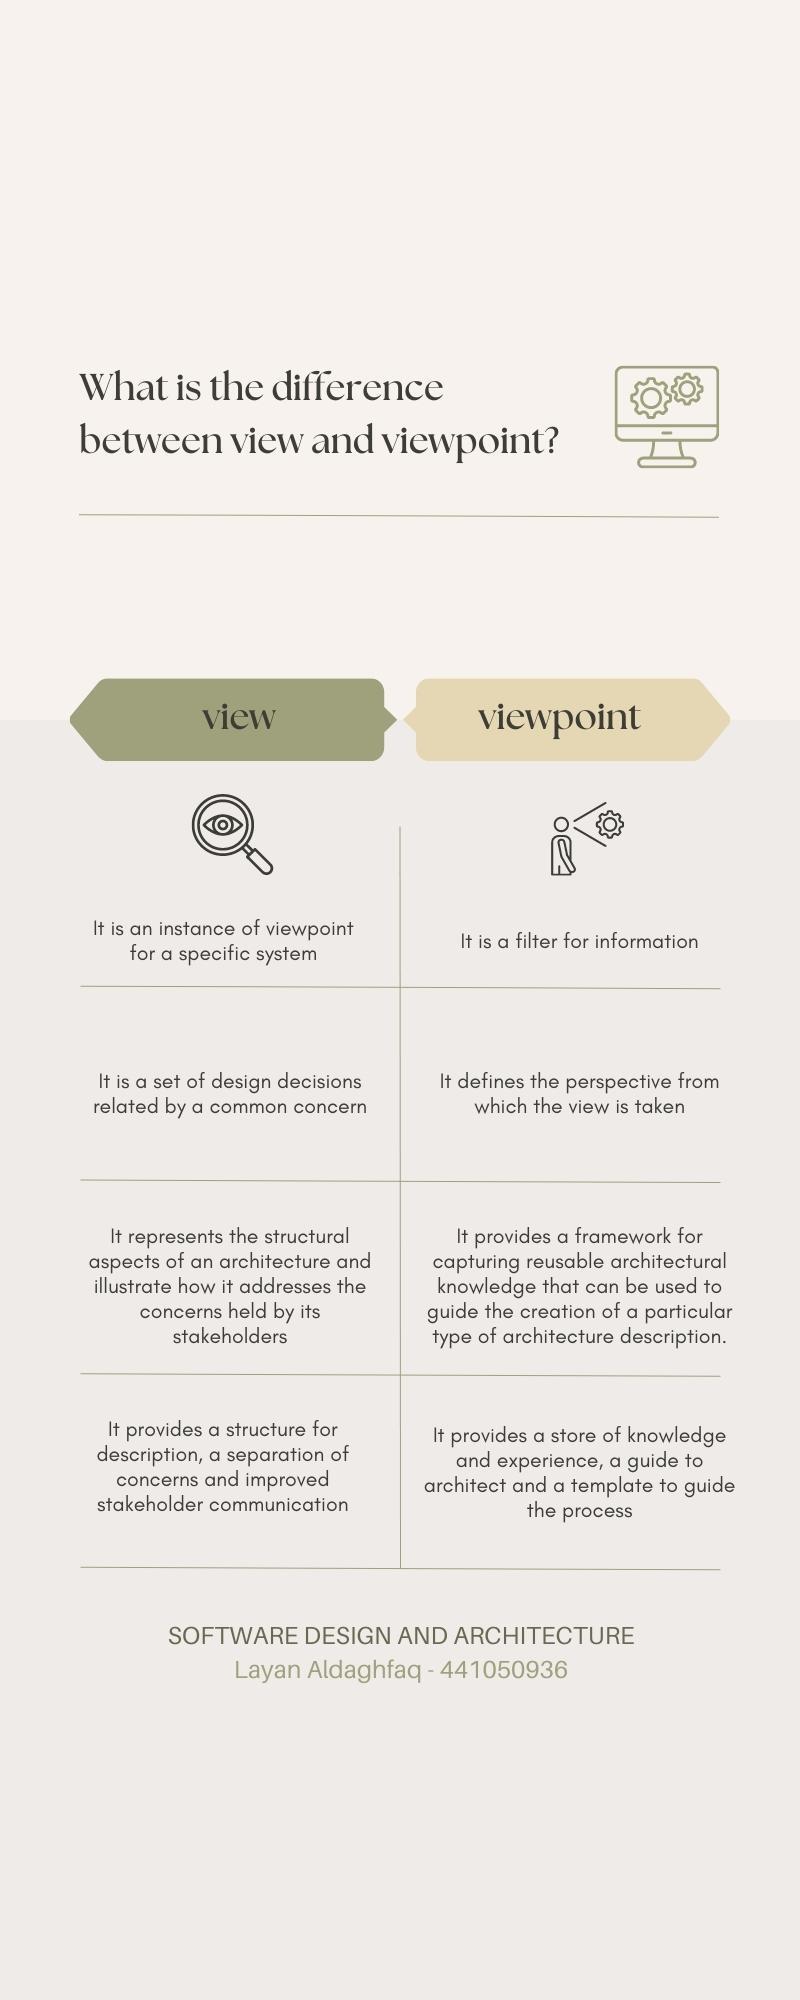 What is the difference
between view and viewpoint?
view
viewpoint
It is an instance of viewpoint
for a specific system
It is a filter for information
It is a set of design decisions
related by a common concern
It defines the perspective from
which the view is taken
It represents the structural
aspects of an architecture and
illustrate how it addresses the
concerns held by its
stakeholders
It provides a framework for
capturing reusable architectural
knowledge that can be used to
guide the creation of a particular
type of architecture description.
It provides a structure for
description, a separation of
concerns and improved
stakeholder communication
It provides a store of knowledge
and experience, a guide to
architect and a template to guide
the process
SOFTWARE DESIGN AND ARCHITECTURE
Layan Aldaghfaq - 441050936